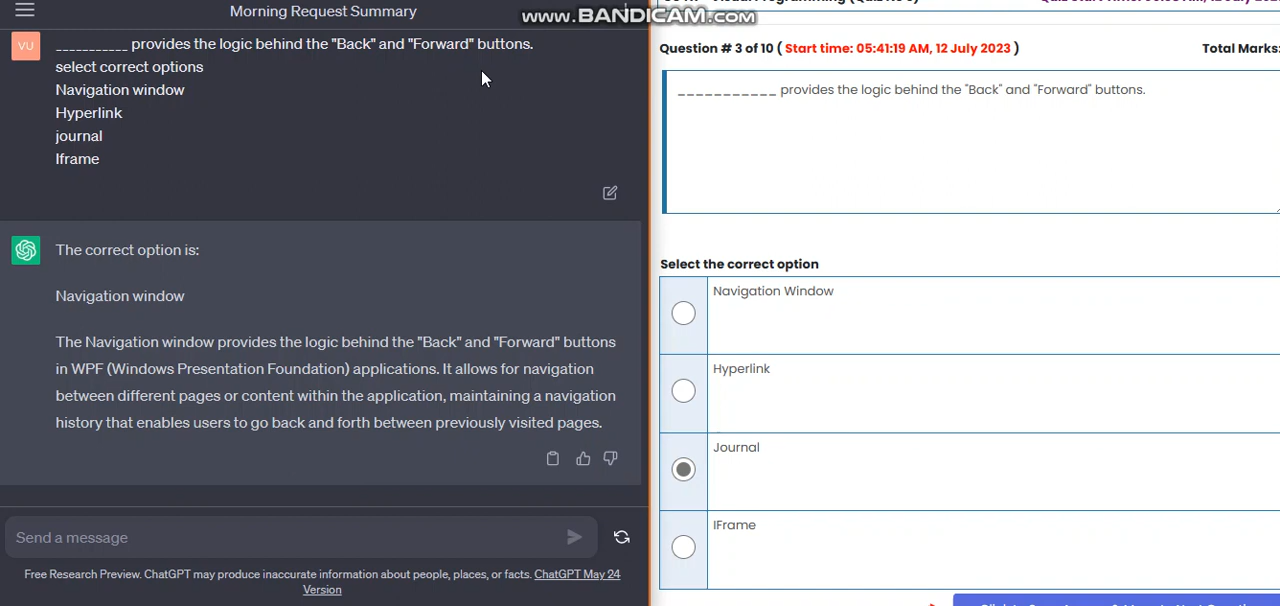 Morning Request Summary
www.BANDICAM.com
VU
___________ provides the logic behind the "Back" and "Forward" buttons.
select correct options
Navigation window
Hyperlink
journal
Iframe
The correct option is:
Navigation window
The Navigation window provides the logic behind the "Back" and "Forward" buttons
in WPF (Windows Presentation Foundation) applications. It allows for navigation
between different pages or content within the application, maintaining a navigation
history that enables users to go back and forth between previously visited pages.
Send a message
Free Research Preview. ChatGPT may produce inaccurate information about people, places, or facts. ChatGPT May 24
Version
Question # 3 of 10 ( Start time: 05:41:19 AM, 12 July 2023 ) Total Marks:
___________ provides the logic behind the "Back" and "Forward" buttons.
Select the correct option
Navigation Window
Hyperlink
Journal
IFrame